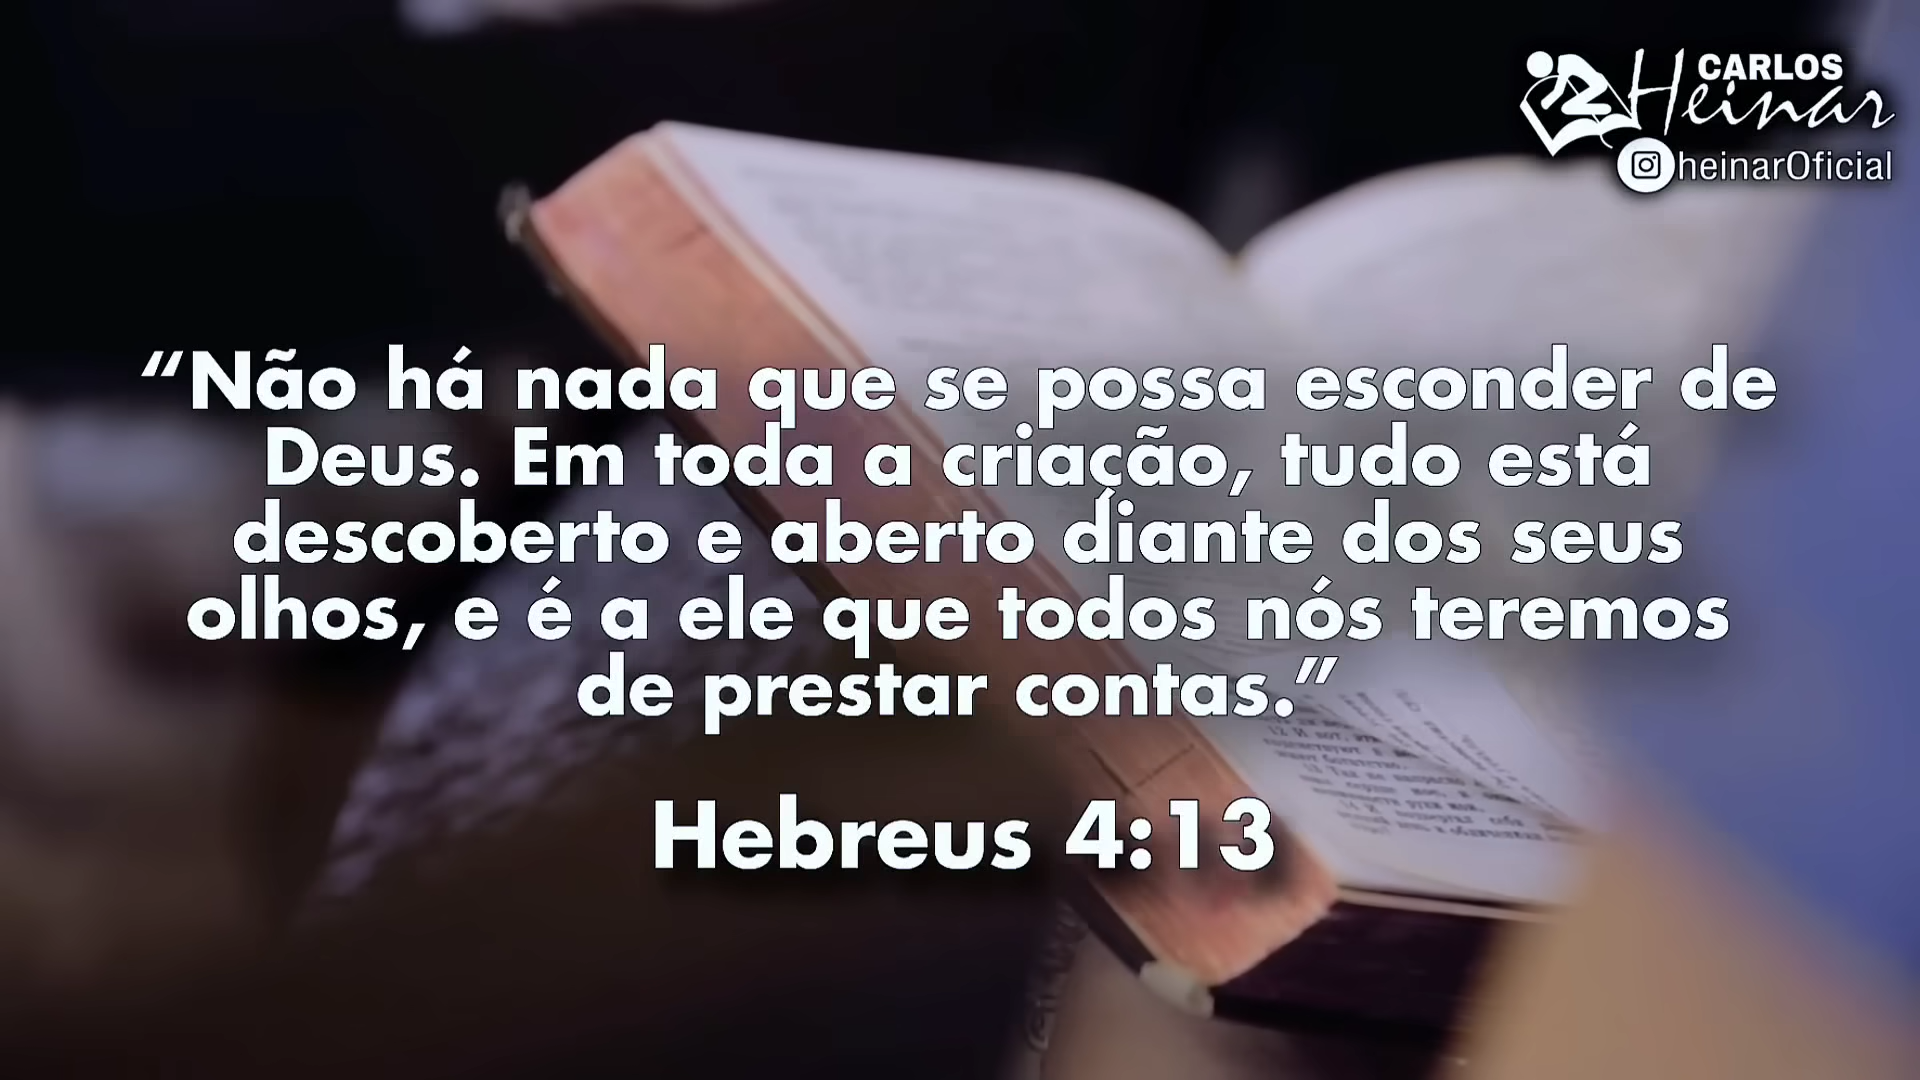 CARLOS
Heinar
heinarOficial
“Não há nada que se possa esconder de
Deus. Em toda a criação, tudo está
descoberto e aberto diante dos seus
olhos, e é a ele que todos nós teremos
de prestar contas.”
Hebreus 4:13